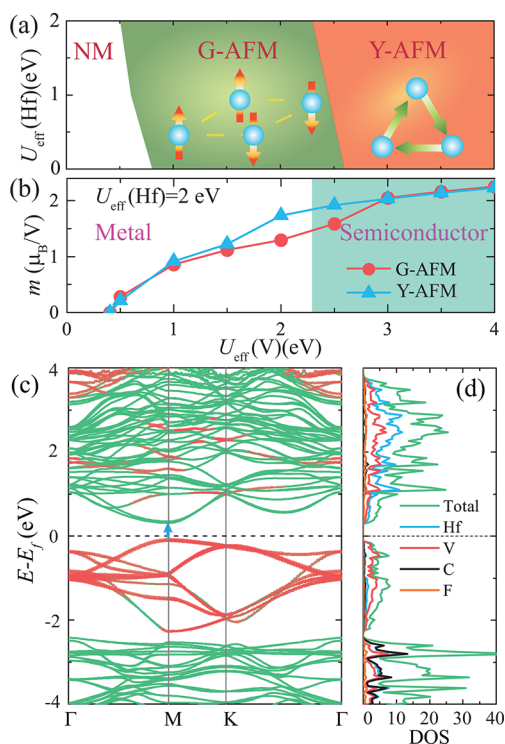 (a)
NM
G-AFM
Y-AFM
U_eff(Hf)(eV)
2
1
0
(b)
U_eff(Hf)=2 eV
Metal
Semiconductor
G-AFM
Y-AFM
m (μ_B/V)
2
1
0
0 1 2 3 4
U_eff(V)(eV)
(c)
(d)
E-E_f (eV)
4
2
0
-2
-4
Γ M K Γ
Total
Hf
V
C
F
0 10 20 30 40
DOS